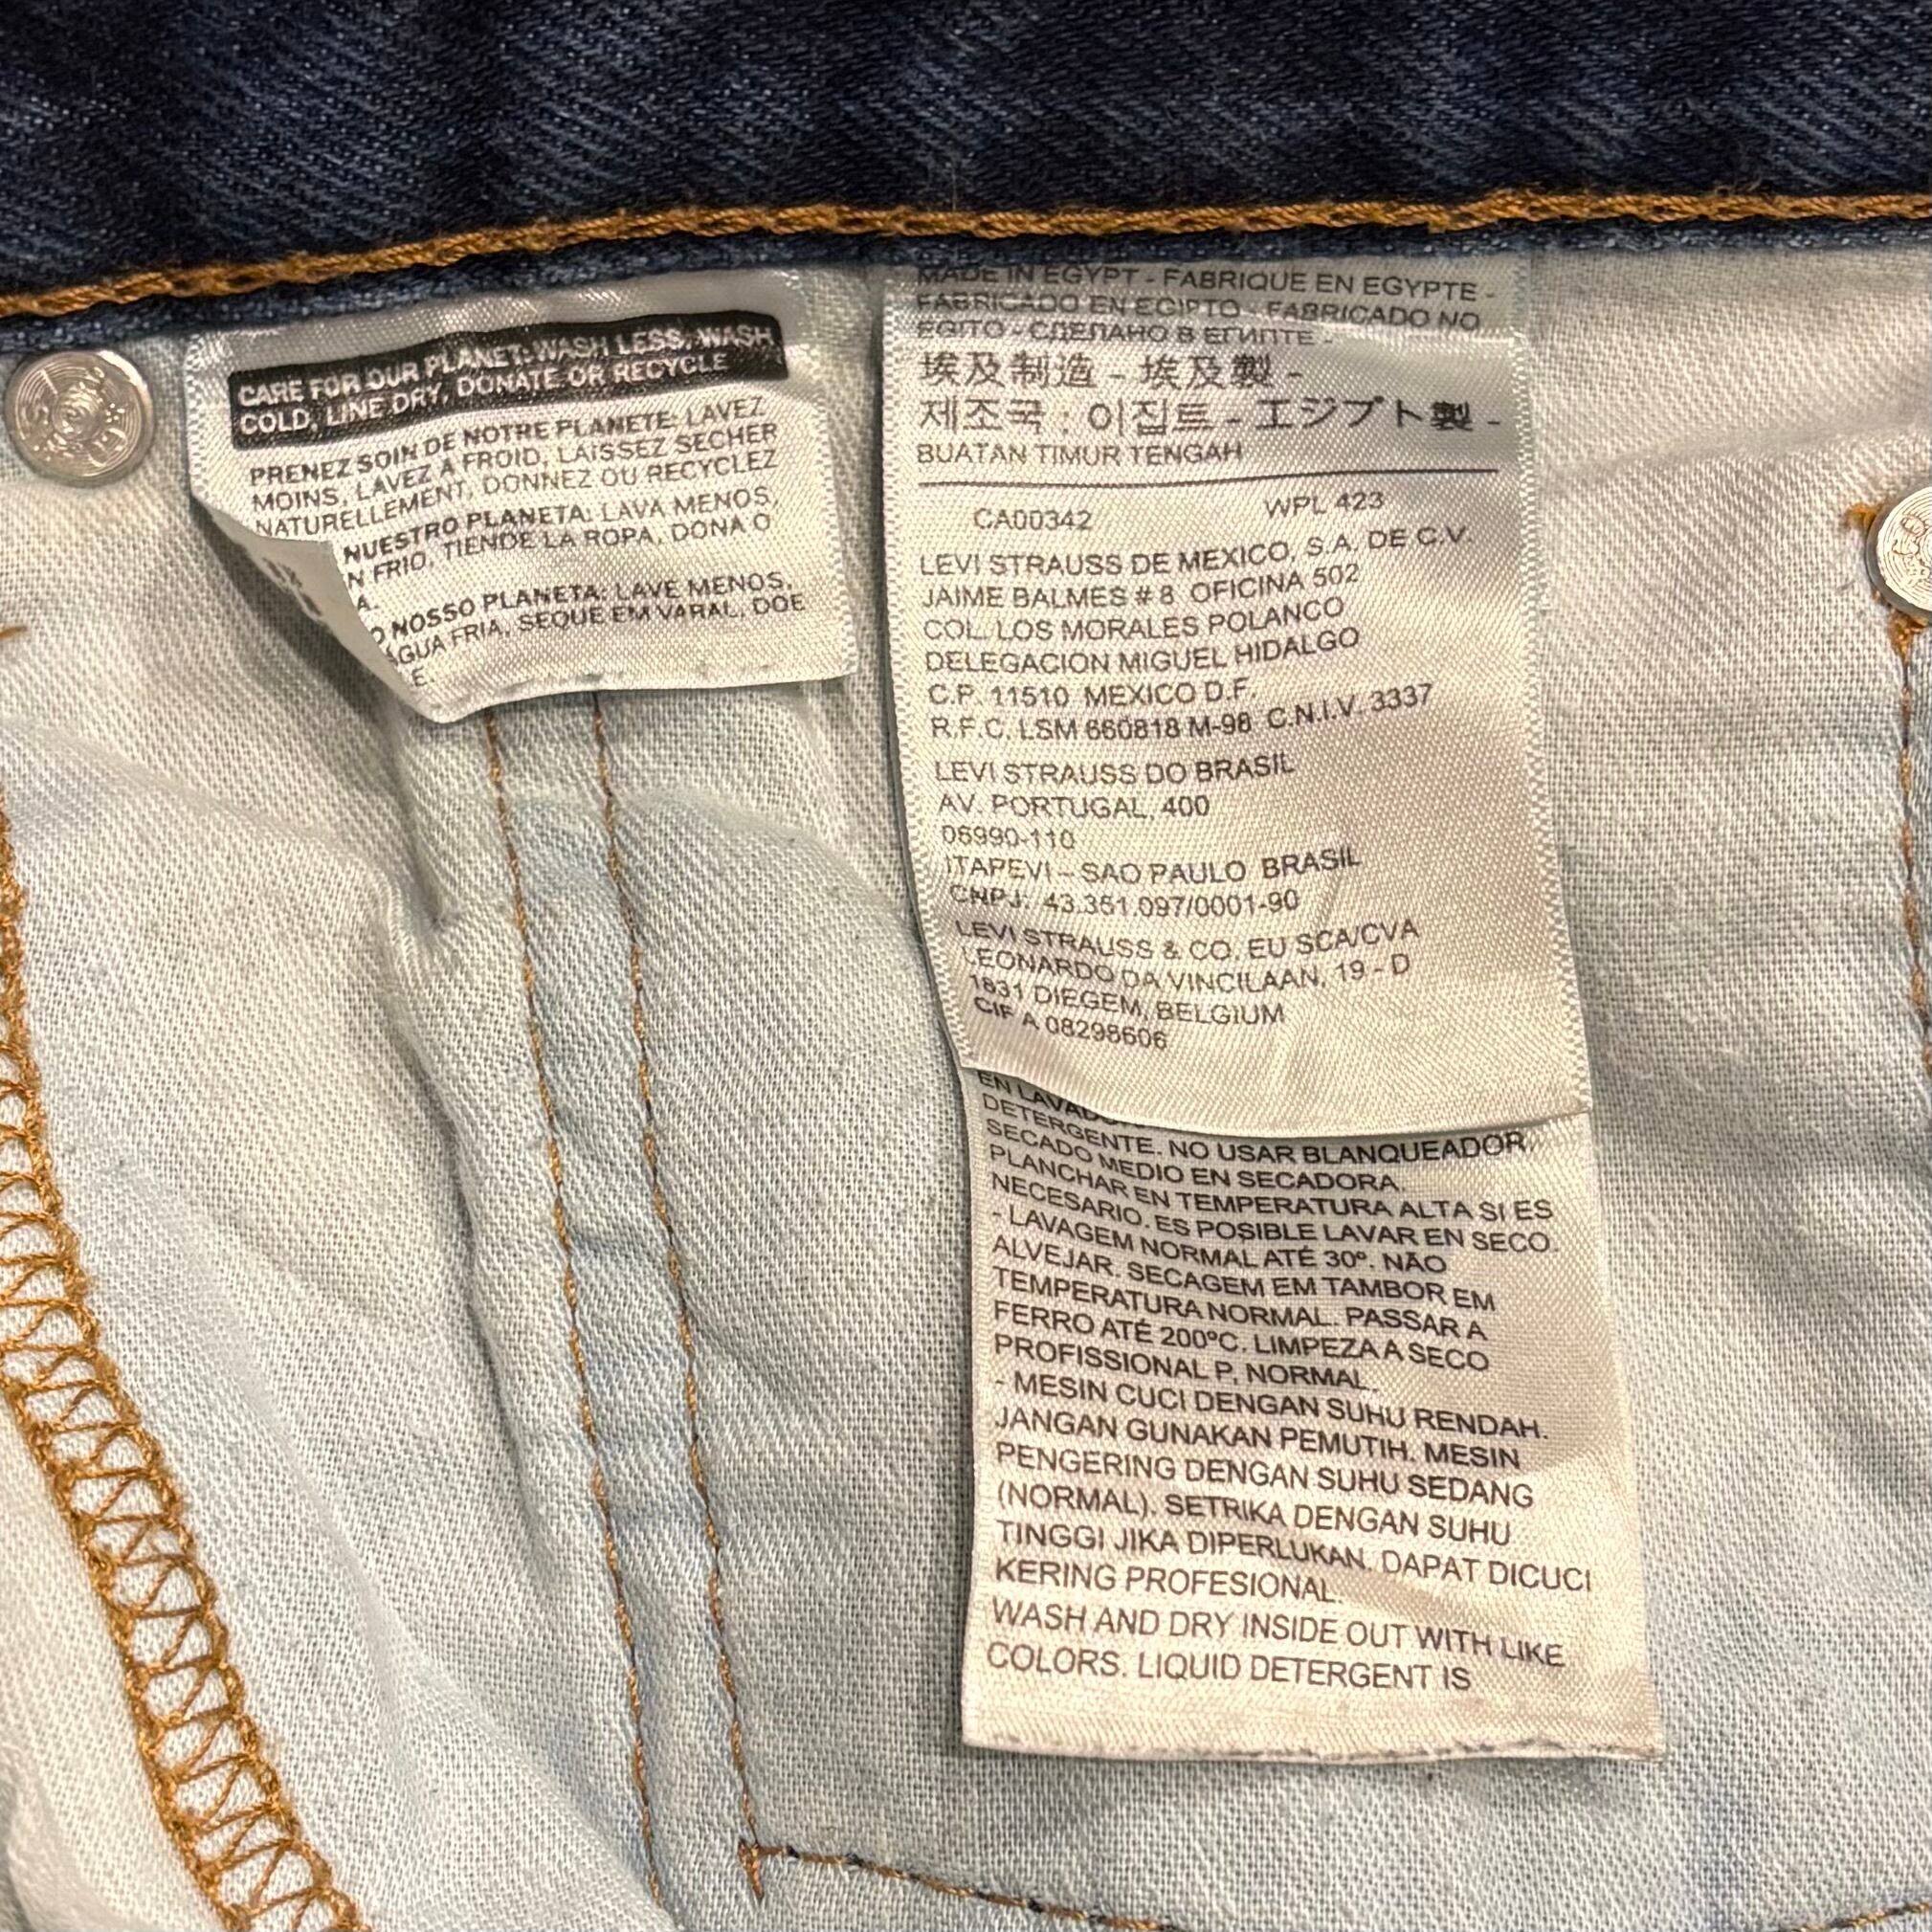 CARE FOR OUR PLANET: WASH LESS, WASH
COLD, LINE DRY, DONATE OR RECYCLE
PRENEZ SOIN DE NOTRE PLANETE: LAVEZ
MOINS, LAVEZ A FROID, LAISSEZ SECHER
NATURELLEMENT, DONNEZ OU RECYCLEZ
NUESTRO PLANETA: LAVA MENOS,
N FRIO, TIENDE LA ROPA, DONA O
A.
O NOSSO PLANETA: LAVE MENOS,
AGUA FRIA, SEQUE EM VARAL, DOE
E.
MADE IN EGYPT - FABRIQUE EN EGYPTE -
FABRICADO EN EGIPTO - FABRICADO NO
EGITO - СДЕЛАНО В ЕГИПТЕ -
埃及制造 - 埃及製 -
제조국 : 이집트 - エジプト製 -
BUATAN TIMUR TENGAH
CA00342 WPL 423
LEVI STRAUSS DE MEXICO, S.A. DE C.V.
JAIME BALMES # 8 OFICINA 502
COL. LOS MORALES POLANCO
DELEGACION MIGUEL HIDALGO
C.P. 11510 MEXICO D.F.
R.F.C. LSM 660818 M-98 C.N.I.V. 3337
LEVI STRAUSS DO BRASIL
AV. PORTUGAL, 400
06990-110
ITAPEVI - SAO PAULO BRASIL
CNPJ: 43.351.097/0001-90
LEVI STRAUSS & CO. EU SCA/CVA
LEONARDO DA VINCILAAN, 19 - D
1831 DIEGEM, BELGIUM
CIF A 08298606
EN LAVAD
DETERGENTE. NO USAR BLANQUEADOR.
SECADO MEDIO EN SECADORA.
PLANCHAR EN TEMPERATURA ALTA SI ES
NECESARIO. ES POSIBLE LAVAR EN SECO.
- LAVAGEM NORMAL ATÉ 30º. NÃO
ALVEJAR. SECAGEM EM TAMBOR EM
TEMPERATURA NORMAL. PASSAR A
FERRO ATÉ 200ºC. LIMPEZA A SECO
PROFISSIONAL P, NORMAL.
- MESIN CUCI DENGAN SUHU RENDAH.
JANGAN GUNAKAN PEMUTIH. MESIN
PENGERING DENGAN SUHU SEDANG
(NORMAL). SETRIKA DENGAN SUHU
TINGGI JIKA DIPERLUKAN. DAPAT DICUCI
KERING PROFESIONAL.
WASH AND DRY INSIDE OUT WITH LIKE
COLORS. LIQUID DETERGENT IS